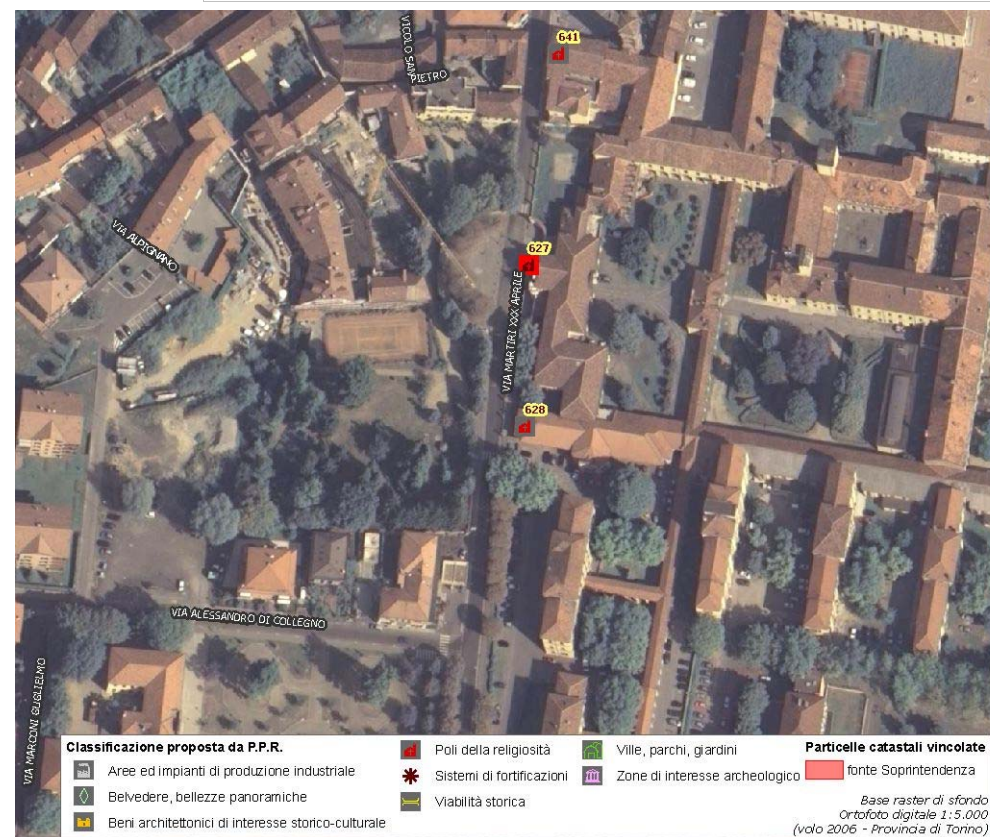 VICOLO SAN PIETRO
641
VIA ALPIGNANO
627
VIA MARTIRI XXX APRILE
628
VIA ALESSANDRO DI COLLEGNO
VIA MARCONI GUGLIELMO
Classificazione proposta da P.P.R.
Aree ed impianti di produzione industriale
Belvedere, bellezze panoramiche
Beni architettonici di interesse storico-culturale
Poli della religiosità
Sistemi di fortificazioni
Viabilità storica
Ville, parchi, giardini
Zone di interesse archeologico
Particelle catastali vincolate
fonte Soprintendenza
Base raster di sfondo
Ortofoto digitale 1:5.000
(volo 2006 - Provincia di Torino)